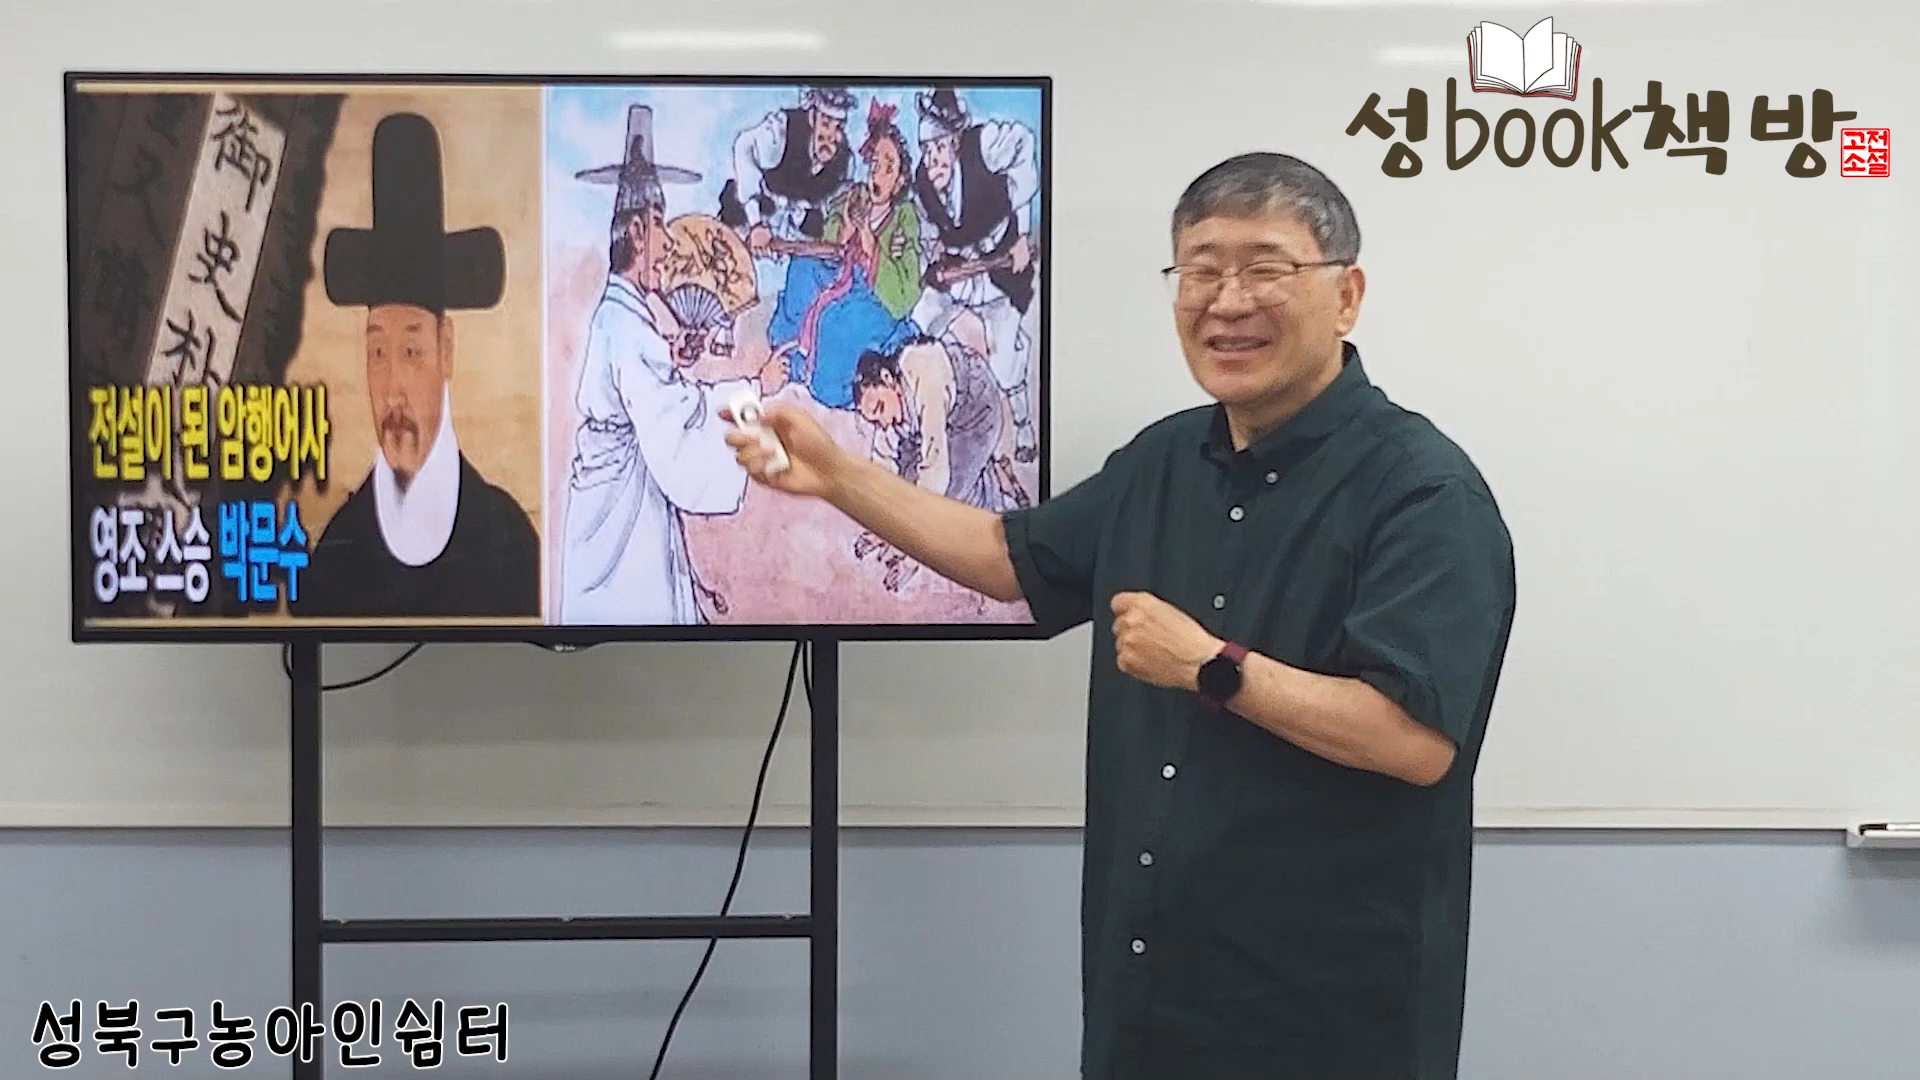 성book책방
고전
소설
御史朴
전설이 된 암행어사
영조 스승 박문수
성북구농아인쉼터